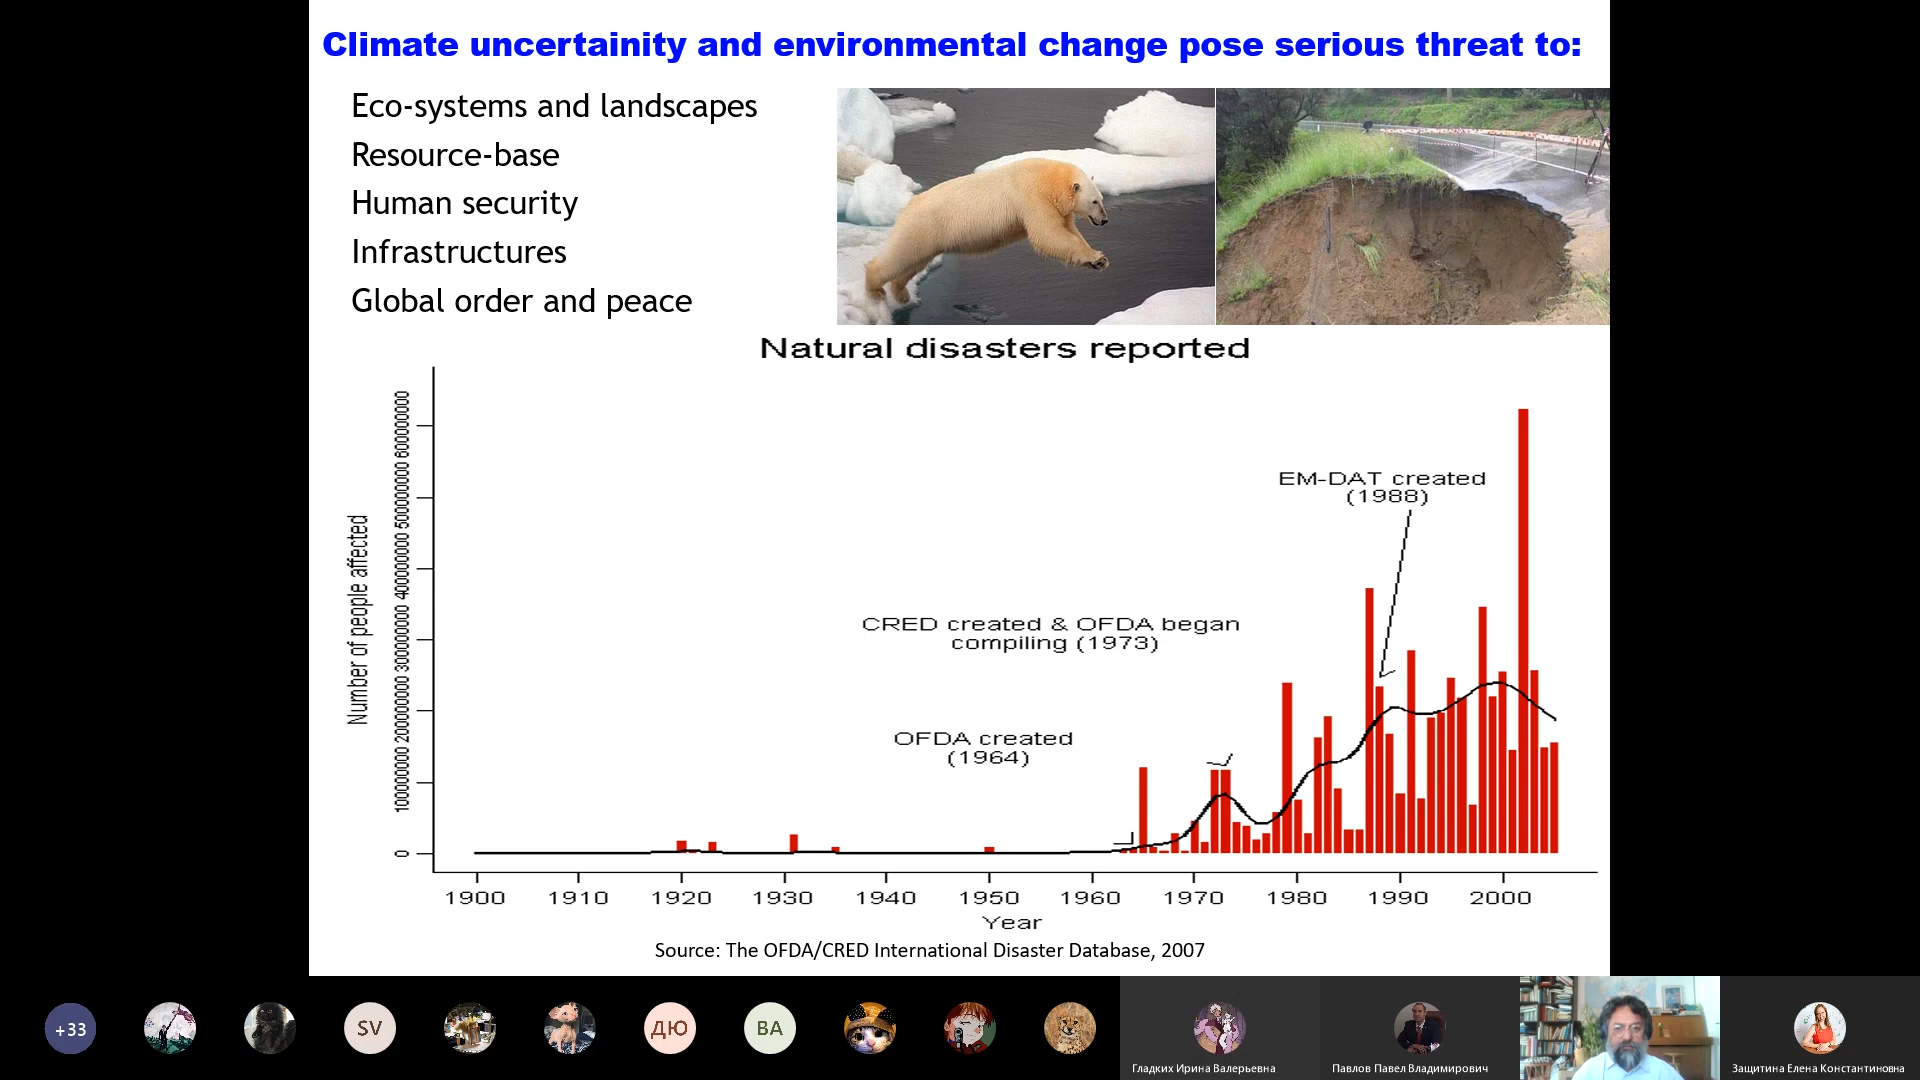 Climate uncertainity and environmental change pose serious threat to:
Eco-systems and landscapes
Resource-base
Human security
Infrastructures
Global order and peace
Natural disasters reported
Number of people affected
0 100000000 200000000 300000000 400000000 500000000 600000000
EM-DAT created
(1988)
CRED created & OFDA began
compiling (1973)
OFDA created
(1964)
1900 1910 1920 1930 1940 1950 1960 1970 1980 1990 2000
Year
Source: The OFDA/CRED International Disaster Database, 2007
+33
SV
ДЮ
ВА
Гладких Ирина Валерьевна
Павлов Павел Владимирович
Защитина Елена Константиновна